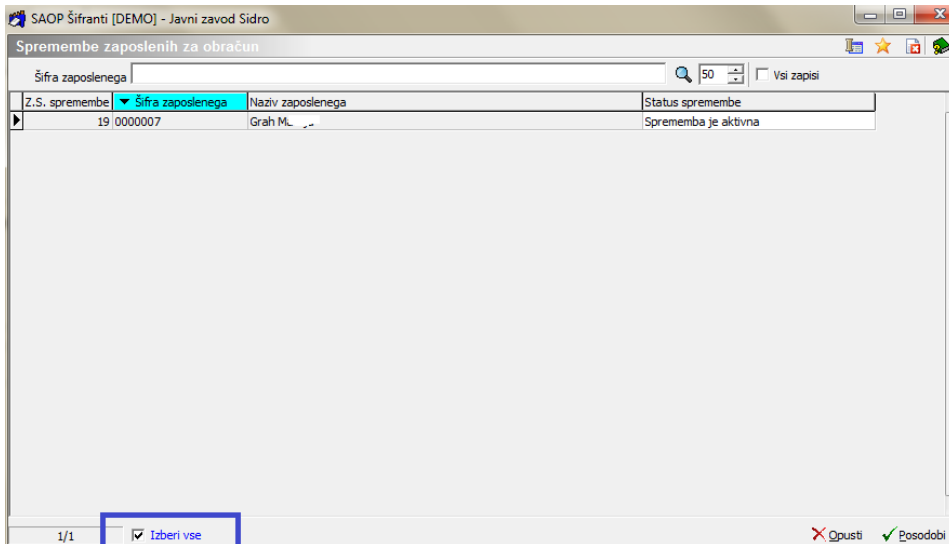 SAOP Šifranti [DEMO] - Javni zavod Sidro
Spremembe zaposlenih za obračun
Šifra zaposlenega 50 Vsi zapisi
Z.S. spremembe Šifra zaposlenega Naziv zaposlenega Status spremembe
19 0000007 Grah Sprememba je aktivna
1/1 Izberi vse Opusti Posodobi